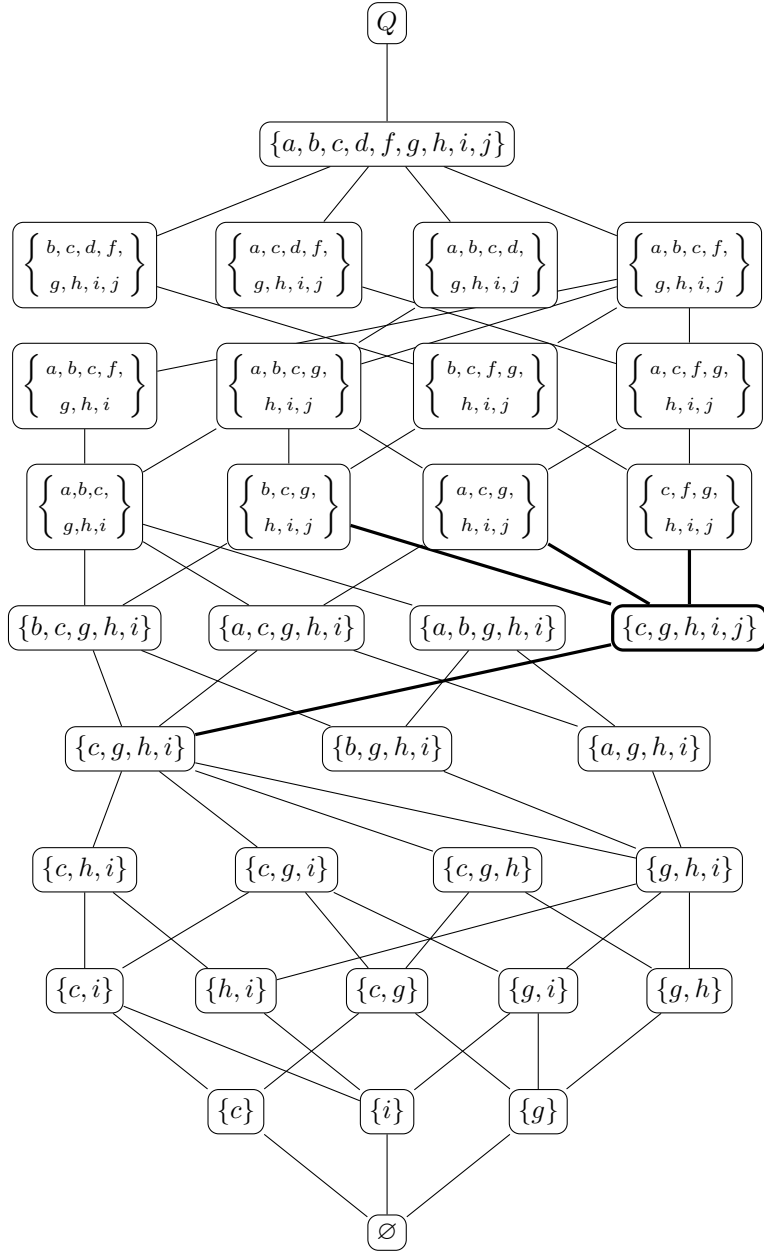 Q
{a, b, c, d, f, g, h, i, j}
{b, c, d, f, g, h, i, j}
{a, c, d, f, g, h, i, j}
{a, b, c, d, g, h, i, j}
{a, b, c, f, g, h, i, j}
{a, b, c, f, g, h, i}
{a, b, c, g, h, i, j}
{b, c, f, g, h, i, j}
{a, c, f, g, h, i, j}
{a,b,c, g,h,i}
{b, c, g, h, i, j}
{a, c, g, h, i, j}
{c, f, g, h, i, j}
{b, c, g, h, i}
{a, c, g, h, i}
{a, b, g, h, i}
{c, g, h, i, j}
{c, g, h, i}
{b, g, h, i}
{a, g, h, i}
{c, h, i}
{c, g, i}
{c, g, h}
{g, h, i}
{c, i}
{h, i}
{c, g}
{g, i}
{g, h}
{c}
{i}
{g}
∅